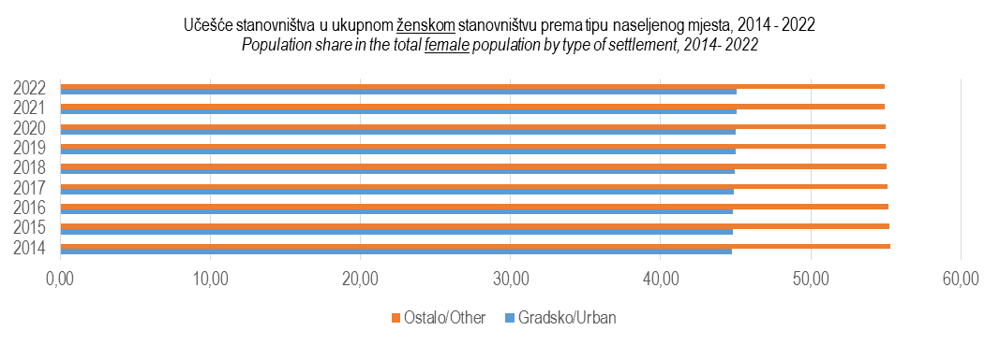 Učešće stanovništva u ukupnom ženskom stanovništvu prema tipu naseljenog mjesta, 2014 - 2022
Population share in the total female population by type of settlement, 2014- 2022
2022
2021
2020
2019
2018
2017
2016
2015
2014
0,00 10,00 20,00 30,00 40,00 50,00 60,00
Ostalo/Other Gradsko/Urban